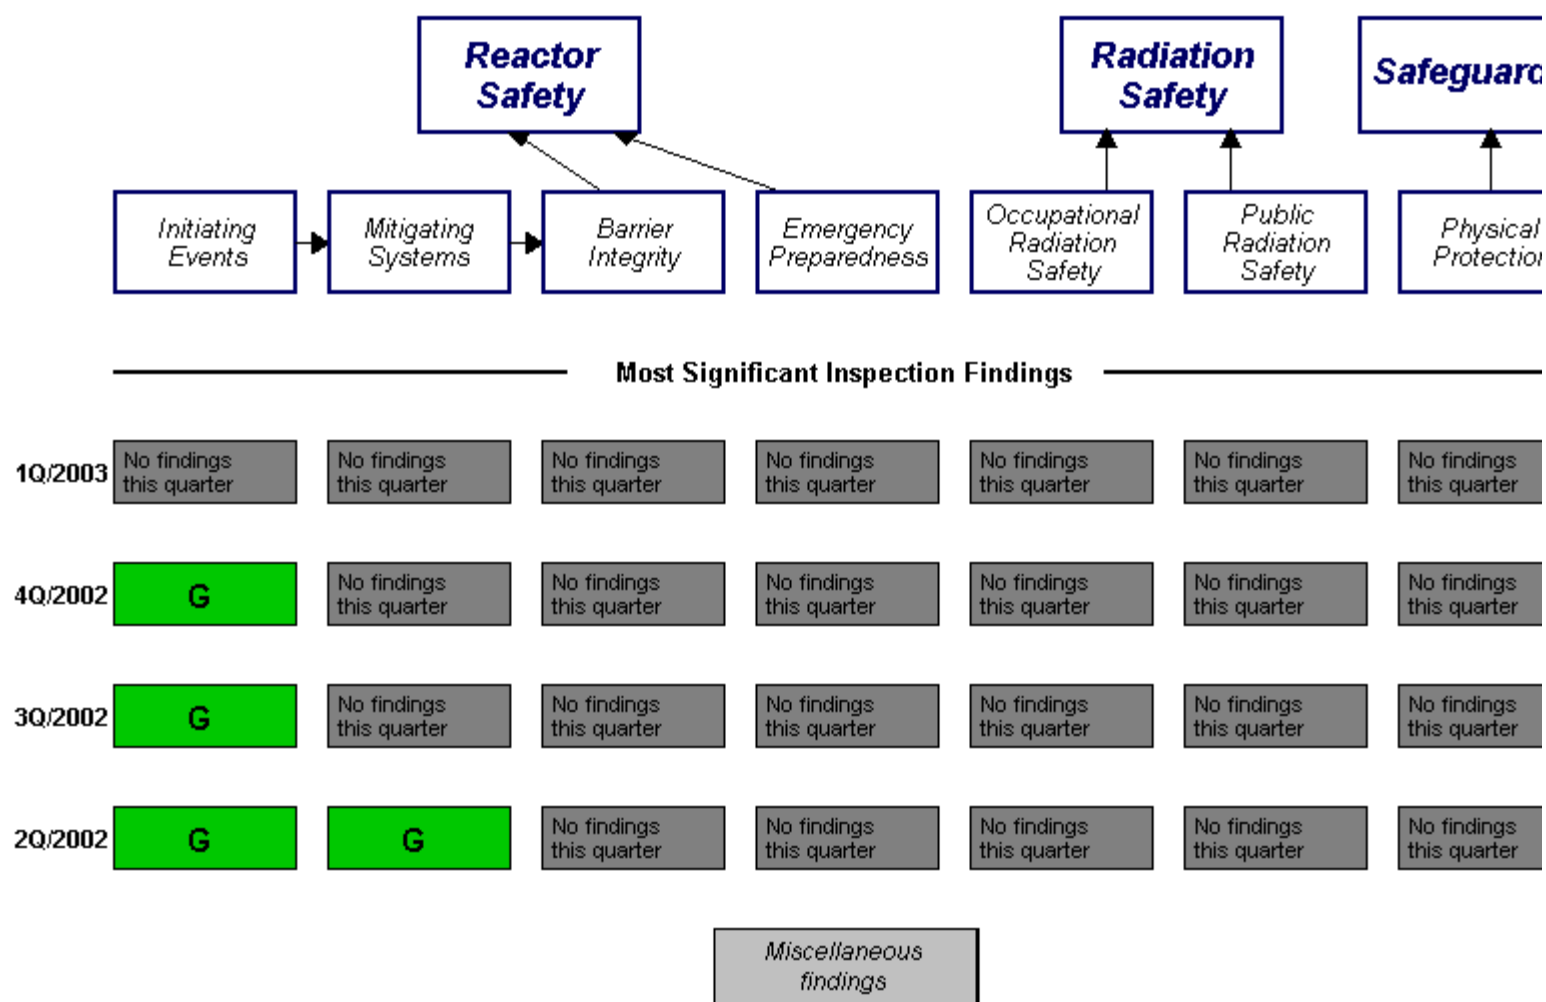 Reactor
Safety
Radiation
Safety
Safeguard
Initiating
Events
Mitigating
Systems
Barrier
Integrity
Emergency
Preparedness
Occupational
Radiation
Safety
Public
Radiation
Safety
Physical
Protection
Most Significant Inspection Findings
1Q/2003
No findings
this quarter
No findings
this quarter
No findings
this quarter
No findings
this quarter
No findings
this quarter
No findings
this quarter
No findings
this quarter
4Q/2002
G
No findings
this quarter
No findings
this quarter
No findings
this quarter
No findings
this quarter
No findings
this quarter
No findings
this quarter
3Q/2002
G
No findings
this quarter
No findings
this quarter
No findings
this quarter
No findings
this quarter
No findings
this quarter
No findings
this quarter
2Q/2002
G
G
No findings
this quarter
No findings
this quarter
No findings
this quarter
No findings
this quarter
No findings
this quarter
Miscellaneous
findings